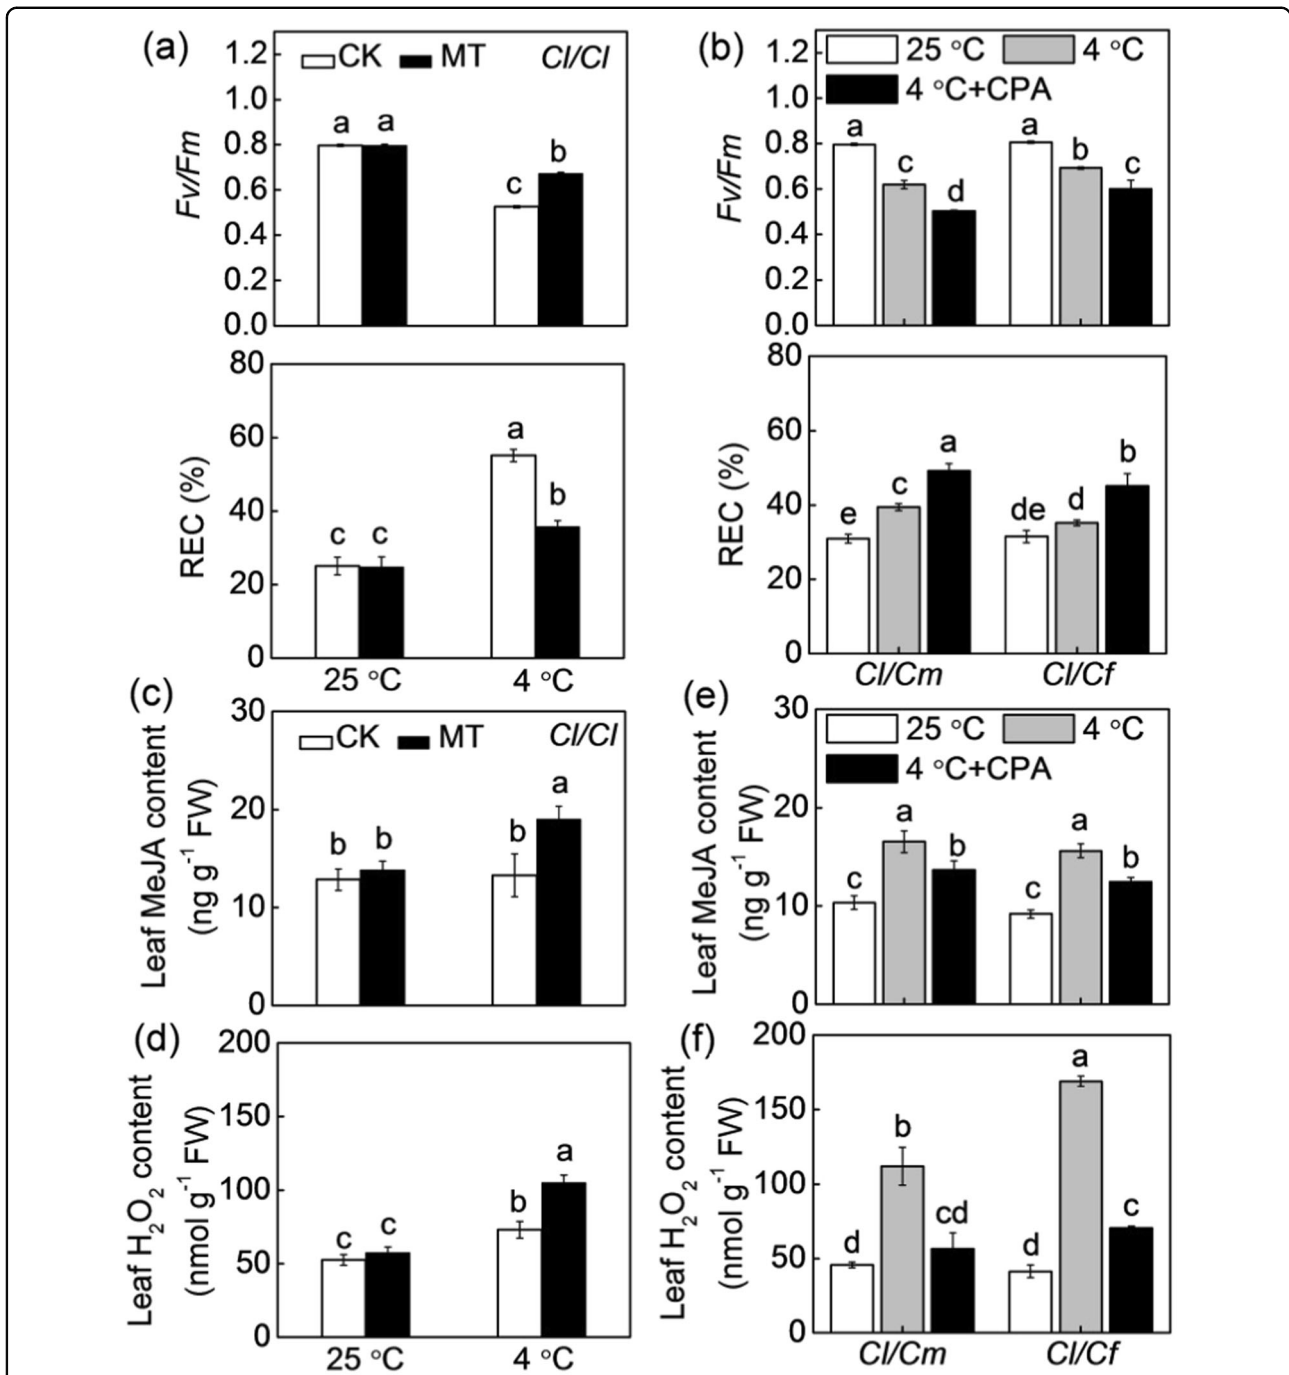 (a)
CK MT Cl/Cl
1.2
1.0
0.8
0.6
0.4
0.2
0.0
Fv/Fm
a a
c b
(b)
25 °C 4 °C
4 °C+CPA
1.2
1.0
0.8
0.6
0.4
0.2
0.0
Fv/Fm
a c d
a b c
80
60
40
20
0
REC (%)
c c
a b
25 °C 4 °C
80
60
40
20
0
REC (%)
e c a
de d b
Cl/Cm Cl/Cf
(c)
CK MT Cl/Cl
30
20
10
0
Leaf MeJA content
(ng g⁻¹ FW)
b b
b a
(e)
25 °C 4 °C
4 °C+CPA
30
20
10
0
Leaf MeJA content
(ng g⁻¹ FW)
c a b
c a b
(d)
200
150
100
50
0
Leaf H₂O₂ content
(nmol g⁻¹ FW)
c c
b a
25 °C 4 °C
(f)
200
150
100
50
0
Leaf H₂O₂ content
(nmol g⁻¹ FW)
d b cd
d a c
Cl/Cm Cl/Cf